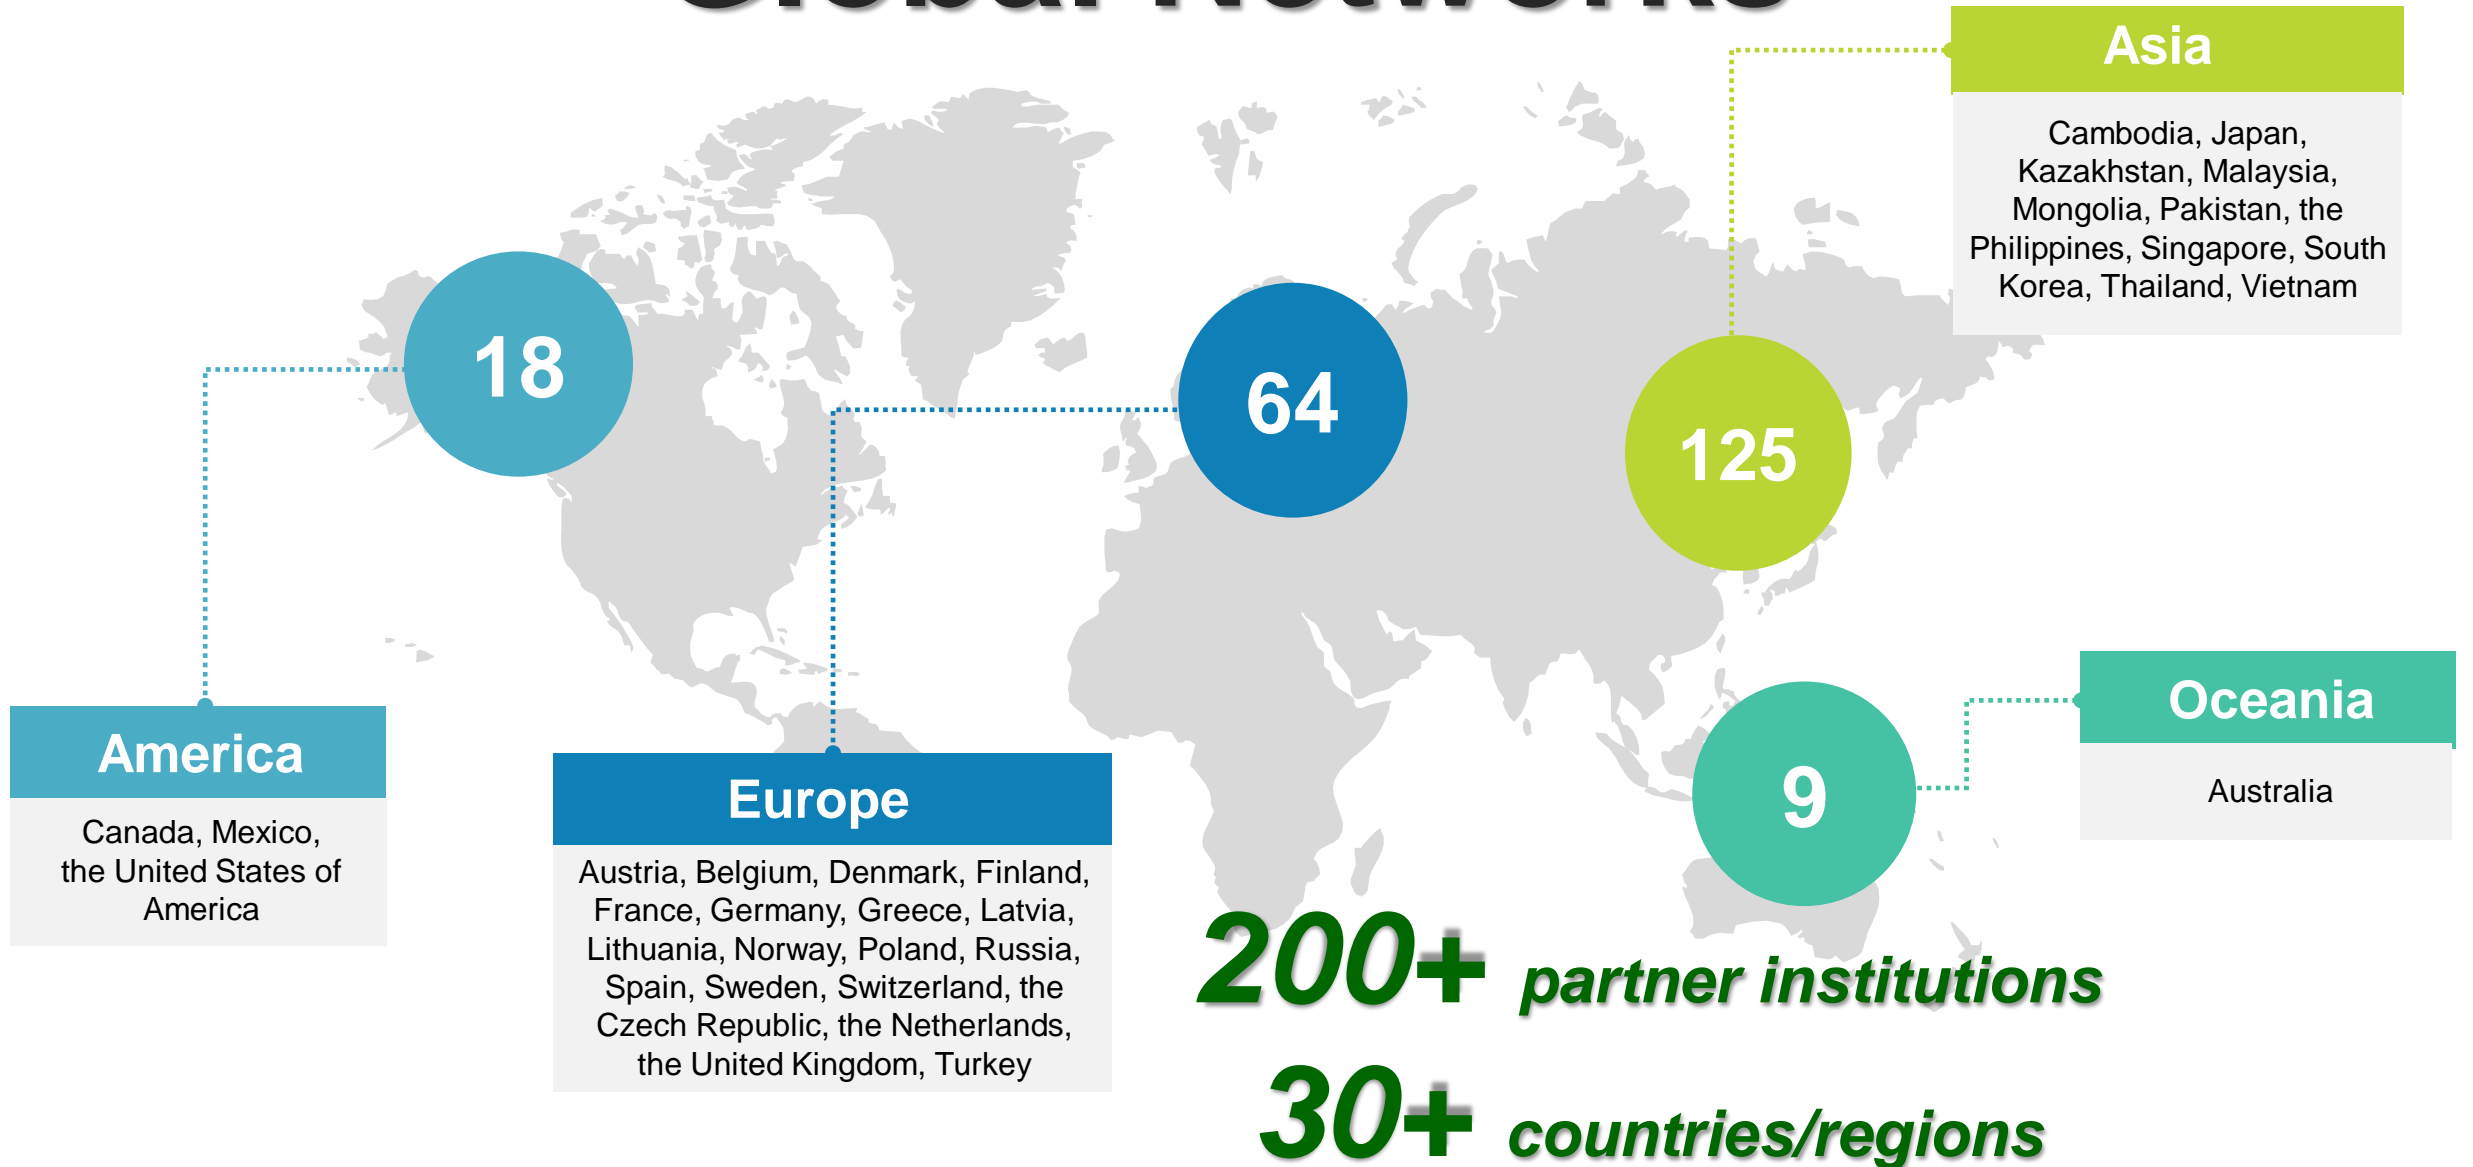 Global Networks
Asia
Cambodia, Japan,
Kazakhstan, Malaysia,
Mongolia, Pakistan, the
Philippines, Singapore, South
Korea, Thailand, Vietnam
18
64
125
America
Canada, Mexico,
the United States of
America
Europe
Austria, Belgium, Denmark, Finland,
France, Germany, Greece, Latvia,
Lithuania, Norway, Poland, Russia,
Spain, Sweden, Switzerland, the
Czech Republic, the Netherlands,
the United Kingdom, Turkey
9
Oceania
Australia
200+ partner institutions
30+ countries/regions